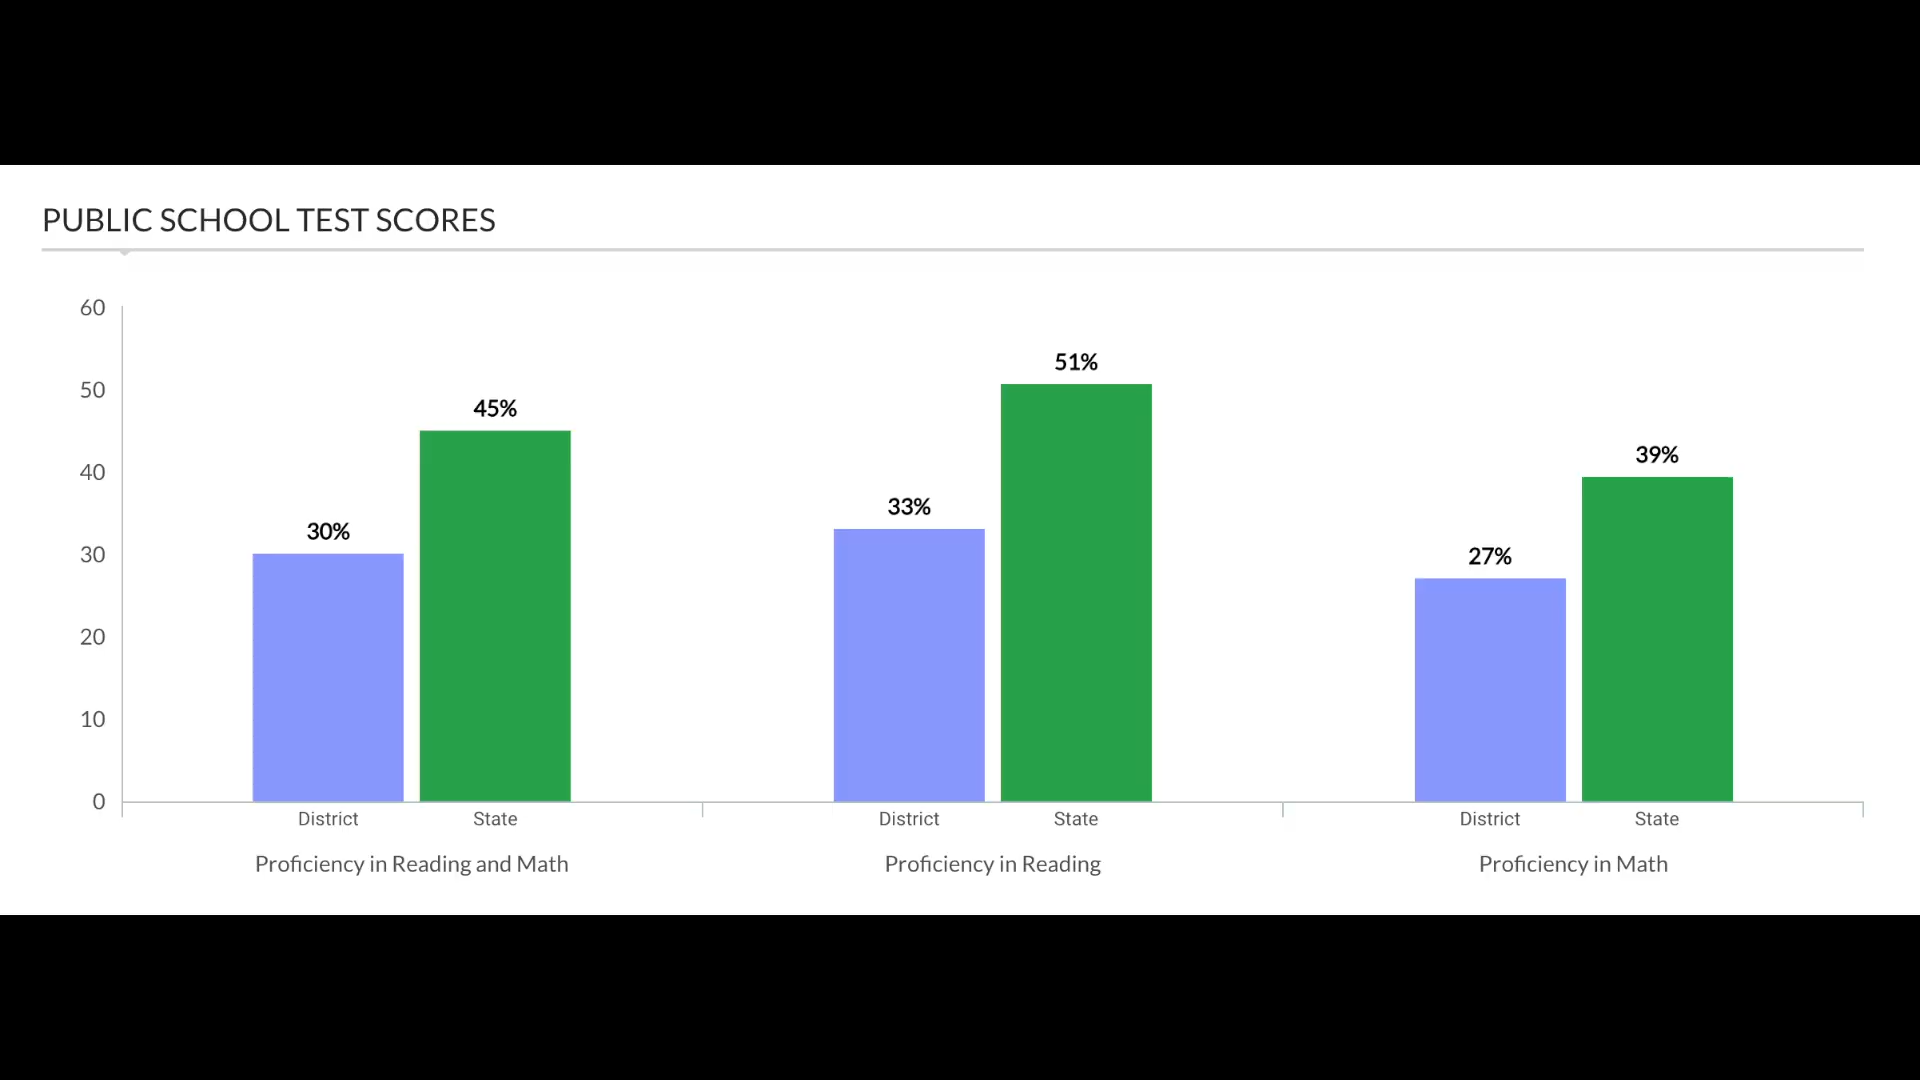 PUBLIC SCHOOL TEST SCORES
60
50
40
30
20
10
0
30%
45%
33%
51%
27%
39%
District
State
District
State
District
State
Proficiency in Reading and Math
Proficiency in Reading
Proficiency in Math